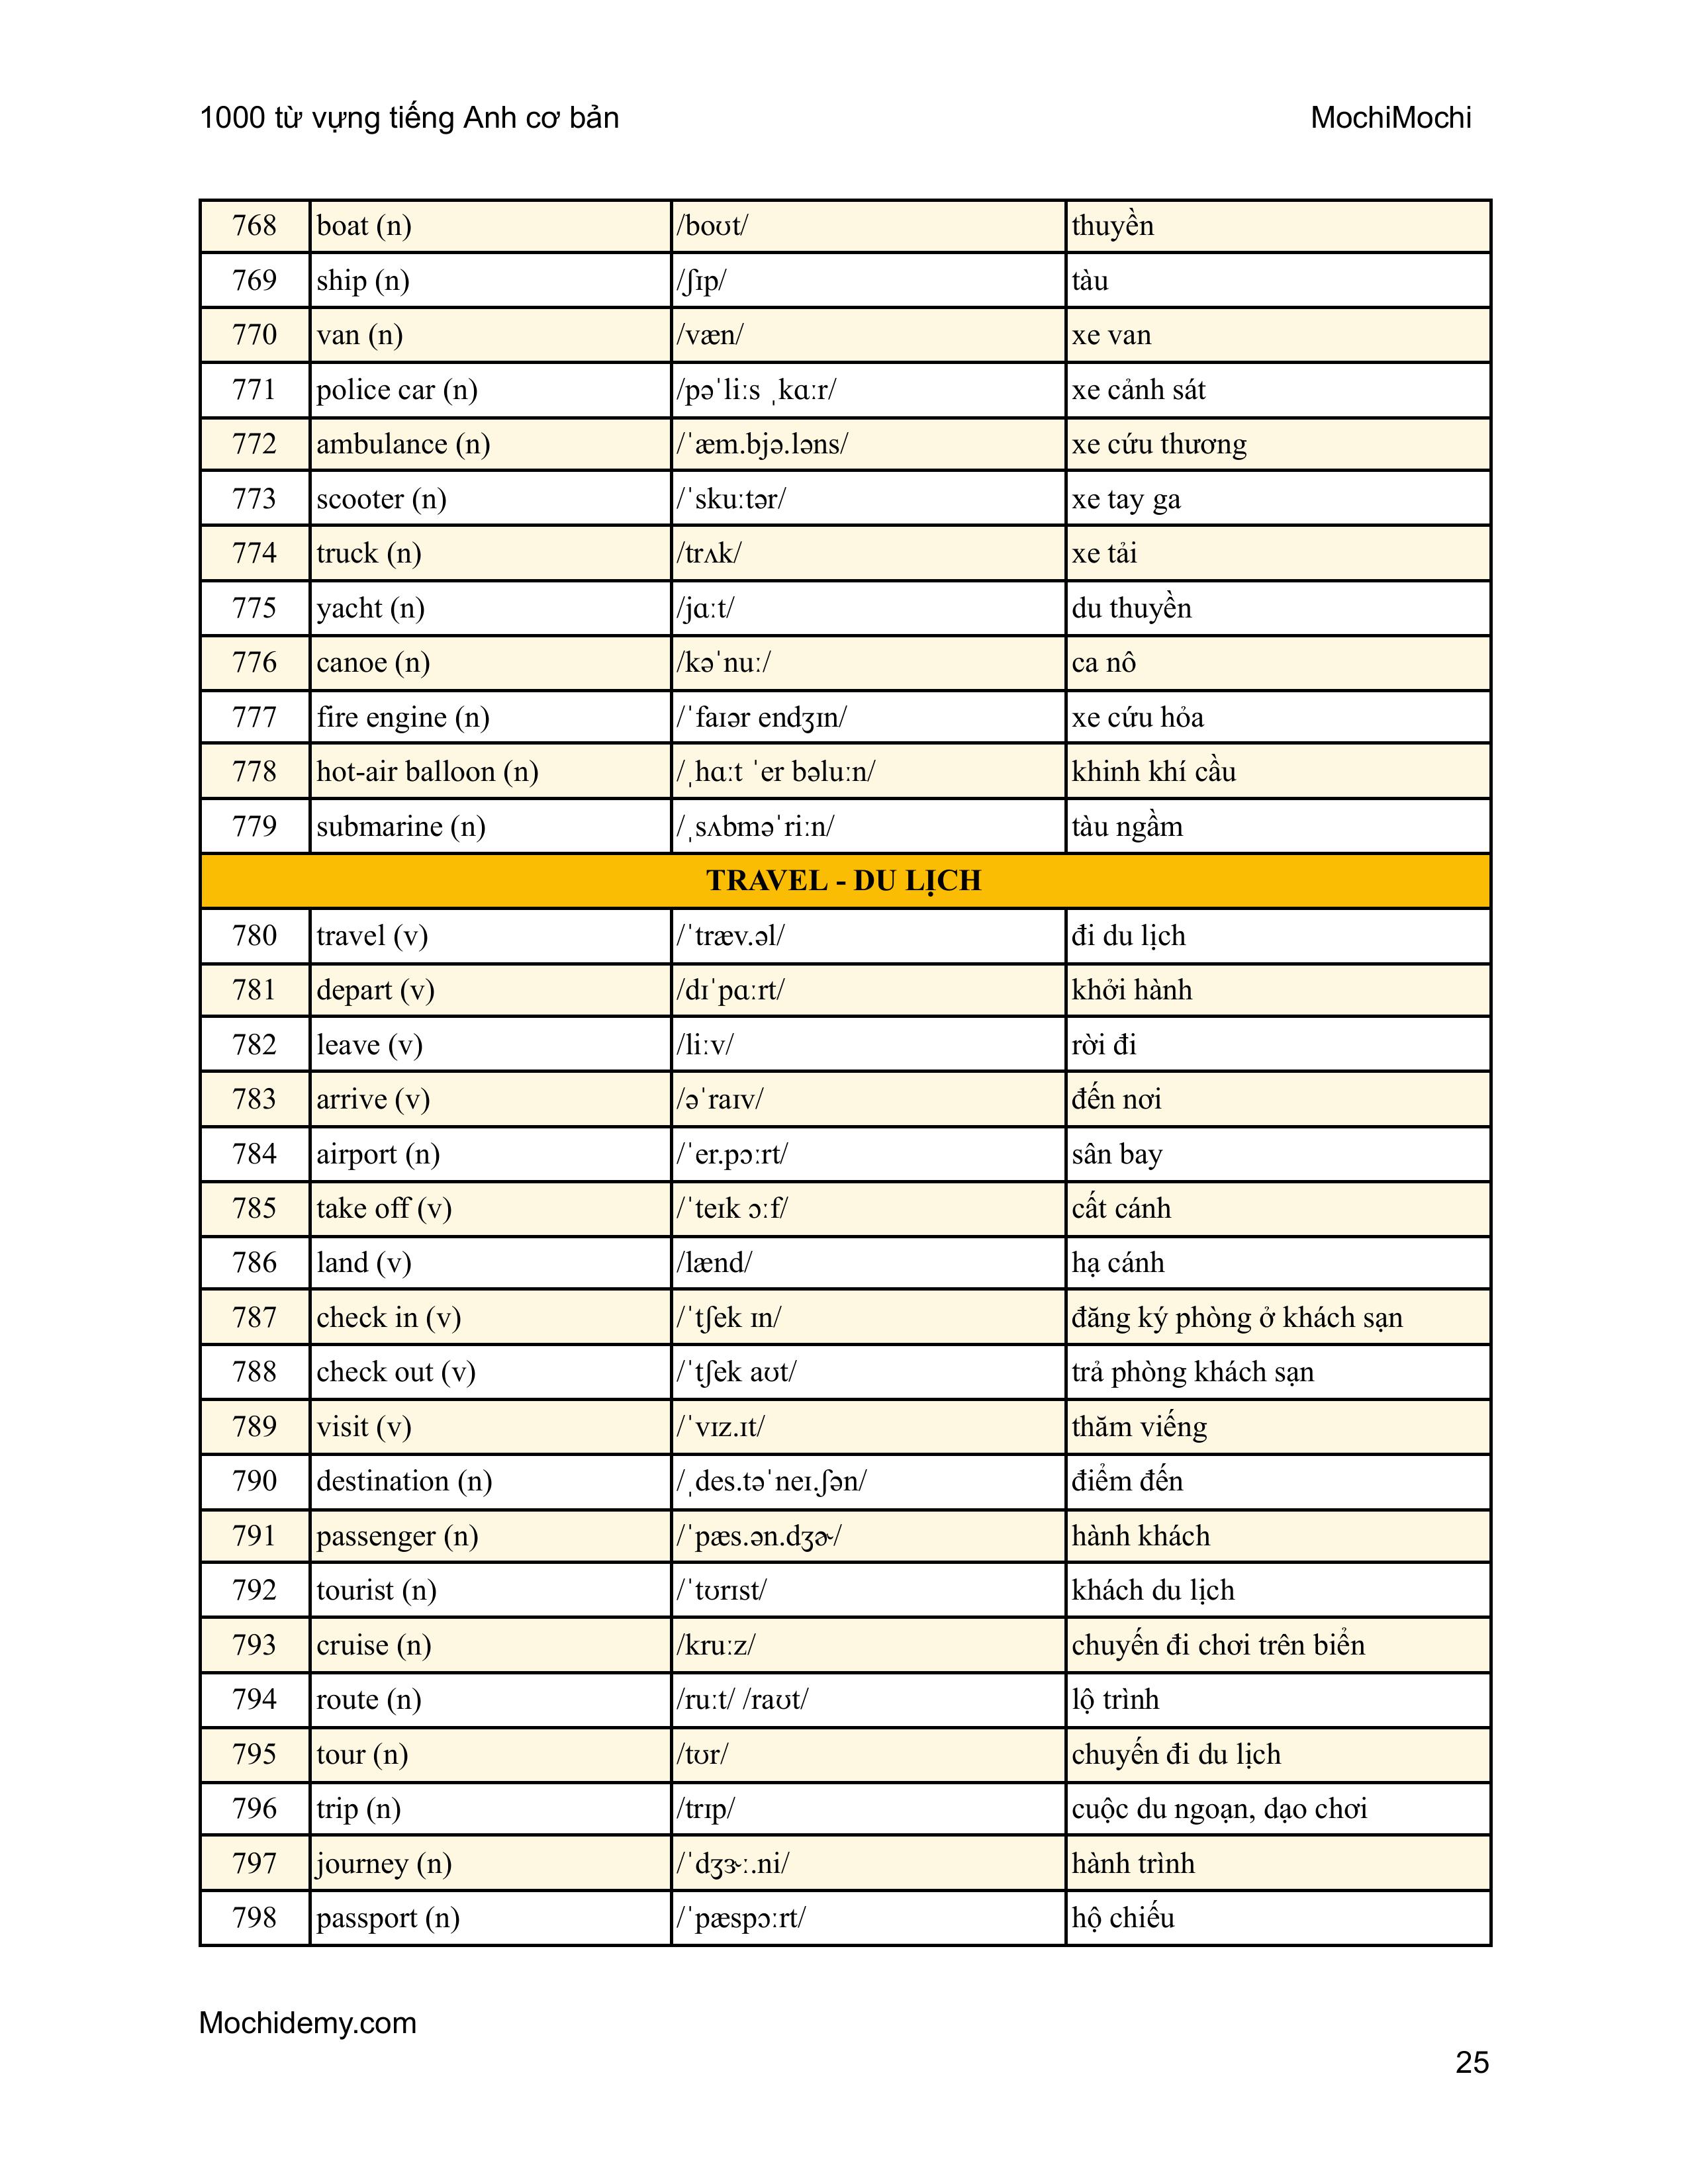 1000 từ vựng tiếng Anh cơ bản MochiMochi
768 boat (n) /boʊt/ thuyền
769 ship (n) /ʃɪp/ tàu
770 van (n) /væn/ xe van
771 police car (n) /pəˈliːs ˌkɑːr/ xe cảnh sát
772 ambulance (n) /ˈæm.bjə.ləns/ xe cứu thương
773 scooter (n) /ˈskuːtər/ xe tay ga
774 truck (n) /trʌk/ xe tải
775 yacht (n) /jɑːt/ du thuyền
776 canoe (n) /kəˈnuː/ ca nô
777 fire engine (n) /ˈfaɪər endʒɪn/ xe cứu hỏa
778 hot-air balloon (n) /ˌhɑːt ˈer bəluːn/ khinh khí cầu
779 submarine (n) /ˌsʌbməˈriːn/ tàu ngầm
TRAVEL - DU LỊCH
780 travel (v) /ˈtræv.əl/ đi du lịch
781 depart (v) /dɪˈpɑːrt/ khởi hành
782 leave (v) /liːv/ rời đi
783 arrive (v) /əˈraɪv/ đến nơi
784 airport (n) /ˈer.pɔːrt/ sân bay
785 take off (v) /ˈteɪk ɔːf/ cất cánh
786 land (v) /lænd/ hạ cánh
787 check in (v) /ˈtʃek ɪn/ đăng ký phòng ở khách sạn
788 check out (v) /ˈtʃek aʊt/ trả phòng khách sạn
789 visit (v) /ˈvɪz.ɪt/ thăm viếng
790 destination (n) /ˌdes.təˈneɪ.ʃən/ điểm đến
791 passenger (n) /ˈpæs.ən.dʒɚ/ hành khách
792 tourist (n) /ˈtʊrɪst/ khách du lịch
793 cruise (n) /kruːz/ chuyến đi chơi trên biển
794 route (n) /ruːt/ /raʊt/ lộ trình
795 tour (n) /tʊr/ chuyến đi du lịch
796 trip (n) /trɪp/ cuộc du ngoạn, dạo chơi
797 journey (n) /ˈdʒɝː.ni/ hành trình
798 passport (n) /ˈpæspɔːrt/ hộ chiếu
Mochidemy.com
25